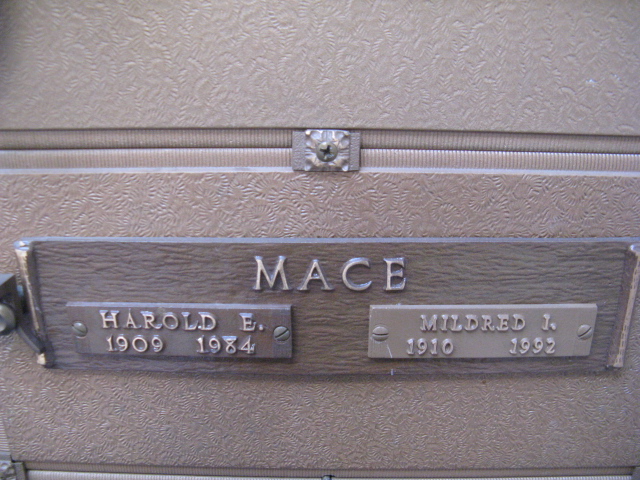 MACE
HAROLD E.
1909 1984
MILDRED I.
1910 1992